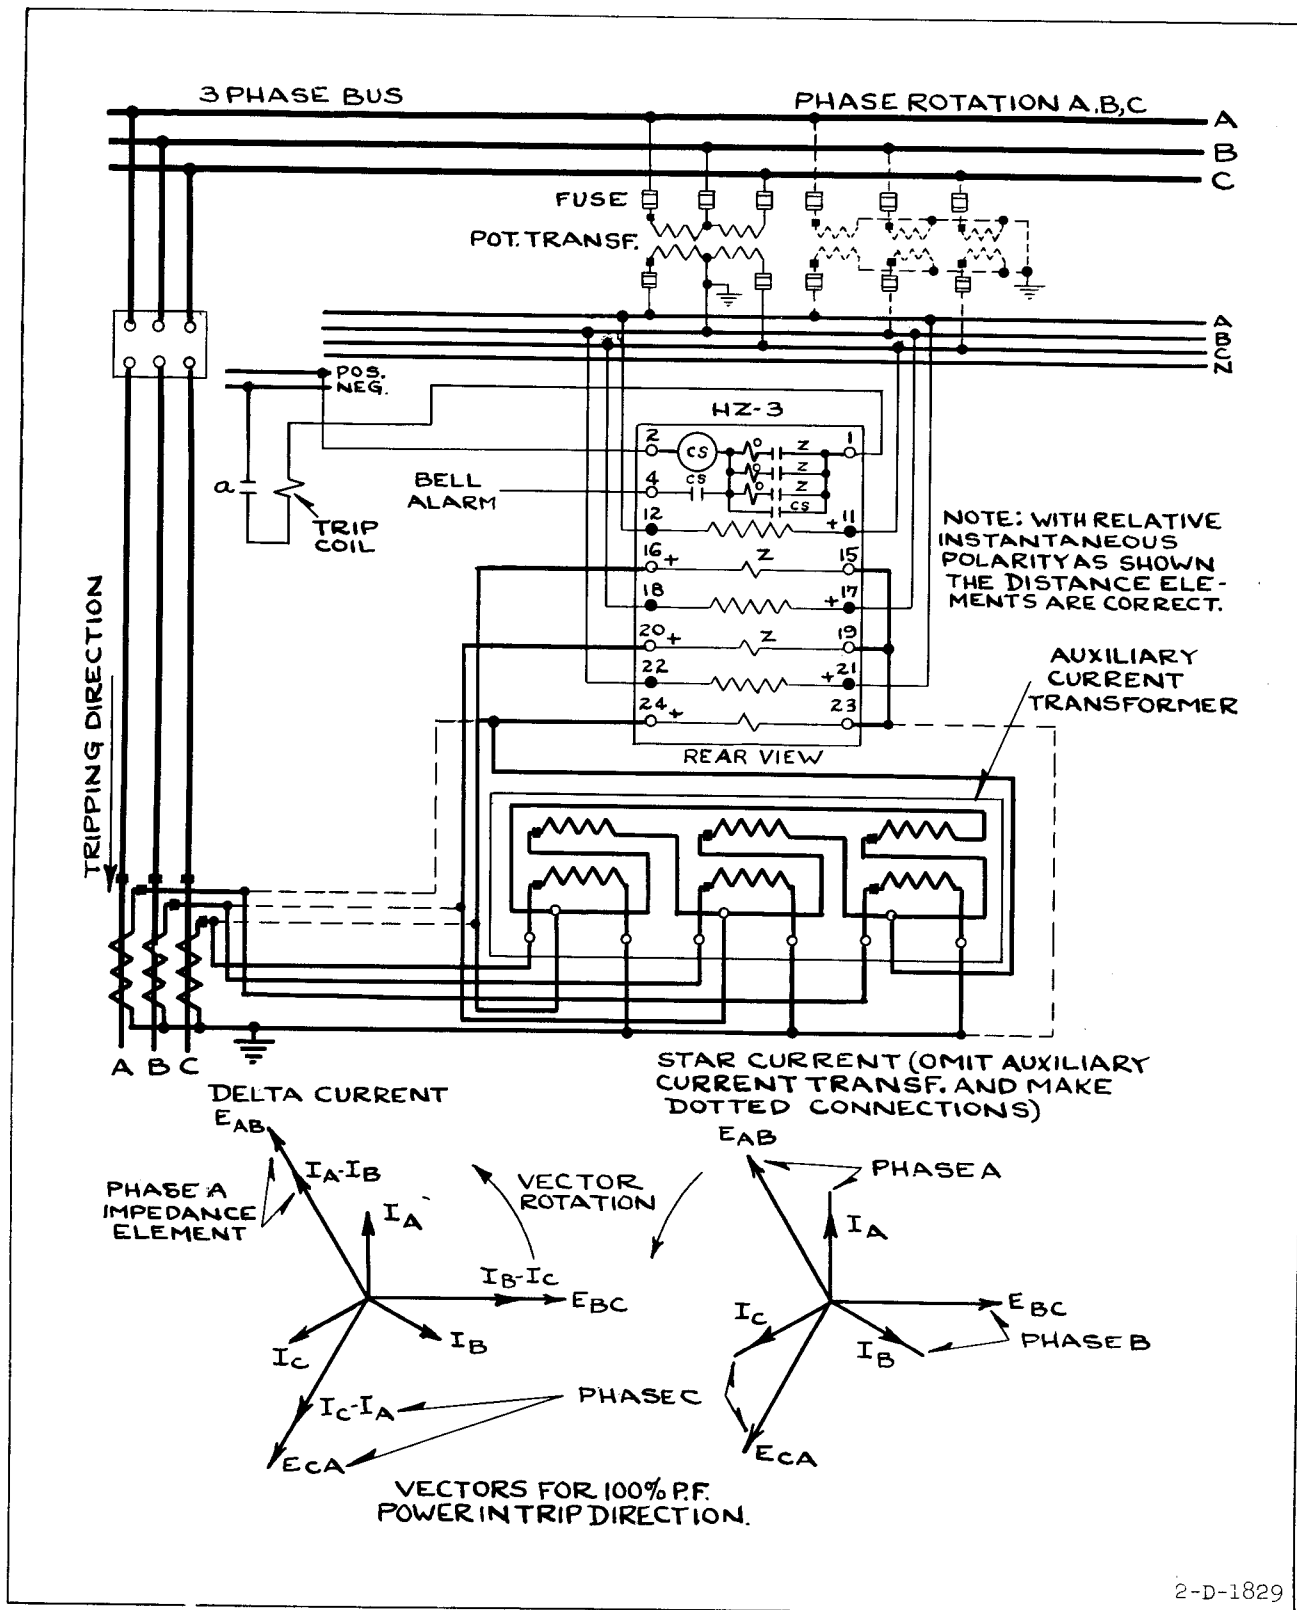 3 PHASE BUS
PHASE ROTATION A,B,C
A
B
C
FUSE
POT. TRANSF.
A
B
C
N
POS.
NEG.
HZ-3
2
CS
O
Z
1
O
Z
BELL
ALARM
4
CS
O
Z
CS
a
TRIP
COIL
12
+11
16
+
Z
15
18
+17
20
+
Z
19
22
+21
24
+
23
REAR VIEW
NOTE: WITH RELATIVE
INSTANTANEOUS
POLARITY AS SHOWN
THE DISTANCE ELE-
MENTS ARE CORRECT.
AUXILIARY
CURRENT
TRANSFORMER
TRIPPING DIRECTION
A B C
DELTA CURRENT
STAR CURRENT (OMIT AUXILIARY
CURRENT TRANSF. AND MAKE
DOTTED CONNECTIONS)
EAB
IA-IB
PHASE A
IMPEDANCE
ELEMENT
IA
IB-IC
EBC
IB
IC
IC-IA
ECA
VECTOR
ROTATION
PHASE C
EAB
PHASE A
IA
EBC
PHASE B
IB
IC
ECA
VECTORS FOR 100% P.F.
POWER IN TRIP DIRECTION.
2-D-1829